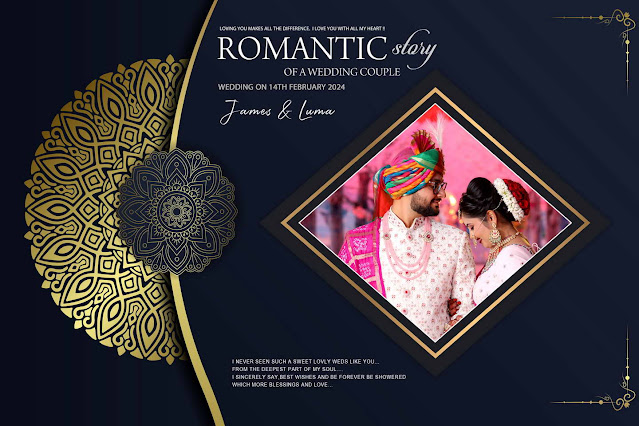 LOVING YOU MAKES ALL THE DIFFERENCE. I LOVE YOU WITH ALL MY HEART !!
ROMANTIC story
OF A WEDDING COUPLE
WEDDING ON 14TH FEBRUARY 2024
James & Luma
I NEVER SEEN SUCH A SWEET LOVLY WEDS LIKE YOU...
FROM THE DEEPEST PART OF MY SOUL...
I SINCERELY SAY,BEST WISHES AND BE FOREVER BE SHOWERED
WHICH MORE BLESSINGS AND LOVE...